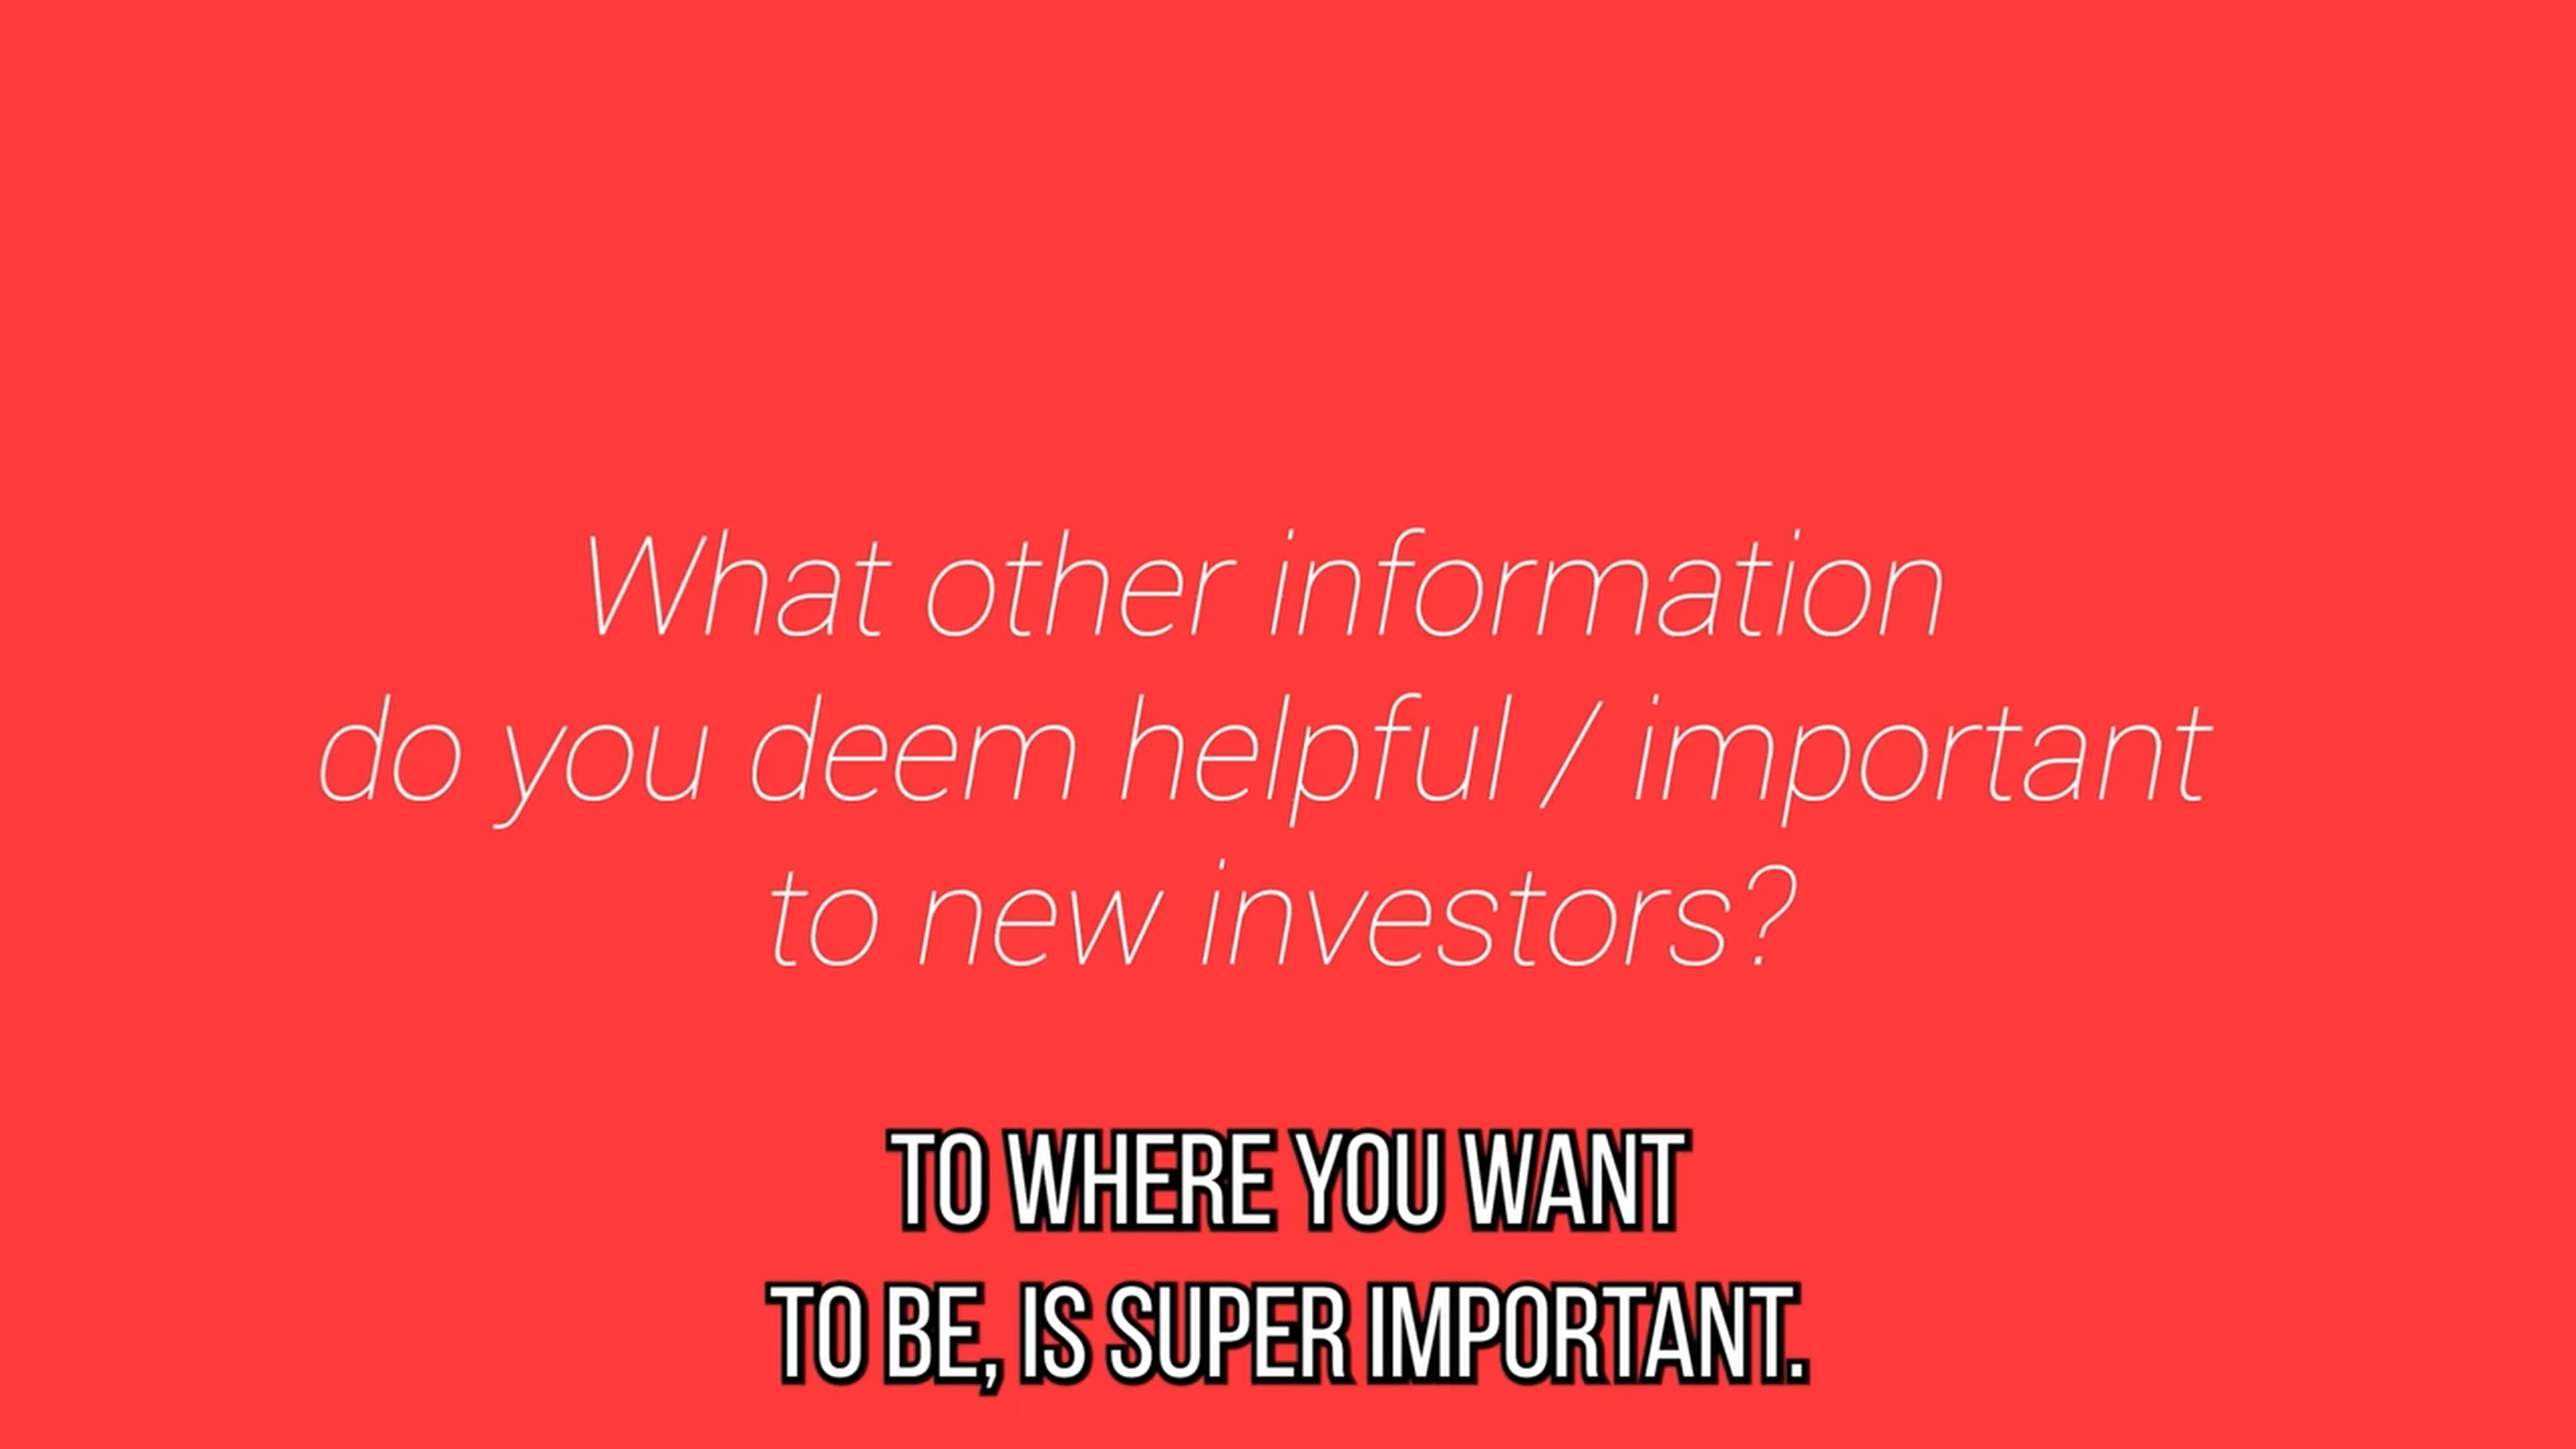 What other information
do you deem helpful / important
to new investors?
TO WHERE YOU WANT
TO BE, IS SUPER IMPORTANT.